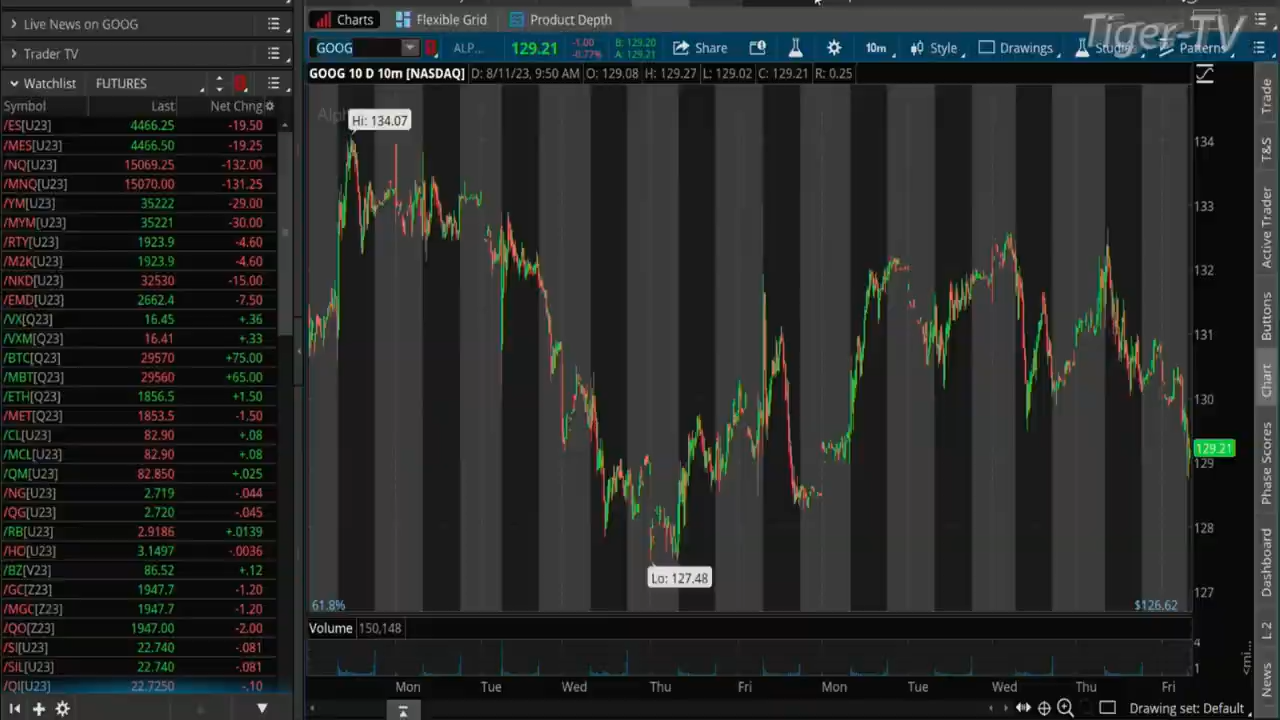 Live News on GOOG
Trader TV
Watchlist FUTURES
Symbol Last Net Chng
/ES[U23] 4466.25 -19.50
/MES[U23] 4466.50 -19.25
/NQ[U23] 15069.25 -132.00
/MNQ[U23] 15070.00 -131.25
/YM[U23] 35222 -29.00
/MYM[U23] 35221 -30.00
/RTY[U23] 1923.9 -4.60
/M2K[U23] 1923.9 -4.60
/NKD[U23] 32530 -15.00
/EMD[U23] 2662.4 -7.50
/VX[Q23] 16.45 +.36
/VXM[Q23] 16.41 +.33
/BTC[Q23] 29570 +75.00
/MBT[Q23] 29560 +65.00
/ETH[Q23] 1856.5 +1.50
/MET[Q23] 1853.5 -1.50
/CL[U23] 82.90 +.08
/MCL[U23] 82.90 +.08
/QM[U23] 82.850 +.025
/NG[U23] 2.719 -.044
/QG[U23] 2.720 -.045
/RB[U23] 2.9186 +.0139
/HO[U23] 3.1497 -.0036
/BZ[V23] 86.52 +.12
/GC[Z23] 1947.7 -1.20
/MGC[Z23] 1947.7 -1.20
/QO[Z23] 1947.00 -2.00
/SI[U23] 22.740 -.081
/SIL[U23] 22.740 -.081
/QI[U23] 22.7250 -.10
Charts Flexible Grid Product Depth
Tiger-TV
GOOG ALP... 129.21 -1.00 -0.77% B: 129.20 A: 129.21 Share 10m Style Drawings Studies Patterns
GOOG 10 D 10m [NASDAQ] D: 8/11/23, 9:50 AM O: 129.08 H: 129.27 L: 129.02 C: 129.21 R: 0.25
Hi: 134.07
134
133
132
131
130
129.21
129
128
127
Lo: 127.48
61.8% $126.62
Volume 150,148
4
1
Mon Tue Wed Thu Fri Mon Tue Wed Thu Fri
Drawing set: Default
Trade
T&S
Active Trader
Buttons
Chart
Phase Scores
Dashboard
L 2
News